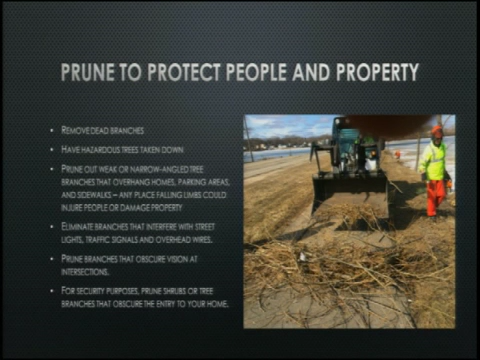 PRUNE TO PROTECT PEOPLE AND PROPERTY
• REMOVE DEAD BRANCHES
• HAVE HAZARDOUS TREES TAKEN DOWN
• PRUNE OUT WEAK OR NARROW-ANGLED TREE
BRANCHES THAT OVERHANG HOMES, PARKING AREAS,
AND SIDEWALKS – ANY PLACE FALLING LIMBS COULD
INJURE PEOPLE OR DAMAGE PROPERTY
• ELIMINATE BRANCHES THAT INTERFERE WITH STREET
LIGHTS, TRAFFIC SIGNALS AND OVERHEAD WIRES.
• PRUNE BRANCHES THAT OBSCURE VISION AT
INTERSECTIONS.
• FOR SECURITY PURPOSES, PRUNE SHRUBS OR TREE
BRANCHES THAT OBSCURE THE ENTRY TO YOUR HOME.